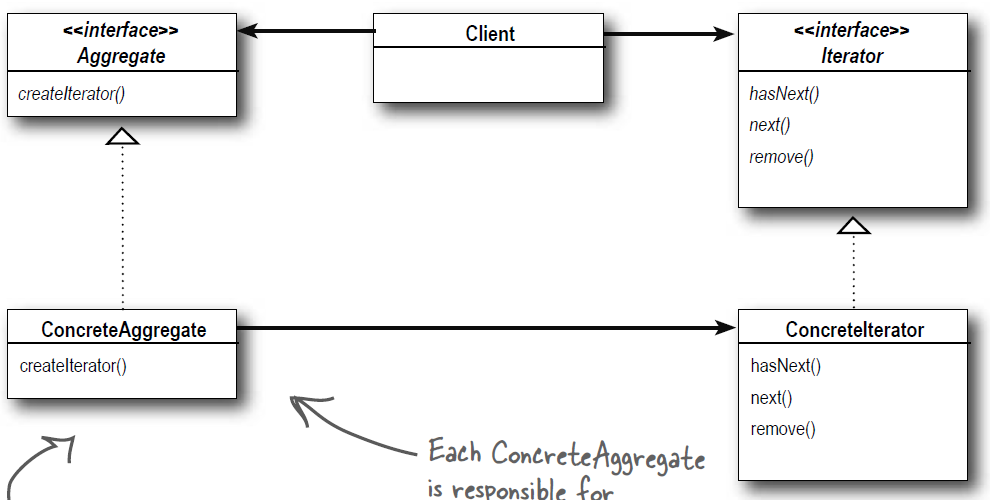 <<interface>>
Aggregate
createIterator()
Client
<<interface>>
Iterator
hasNext()
next()
remove()
ConcreteAggregate
createIterator()
ConcreteIterator
hasNext()
next()
remove()
Each ConcreteAggregate
is responsible for